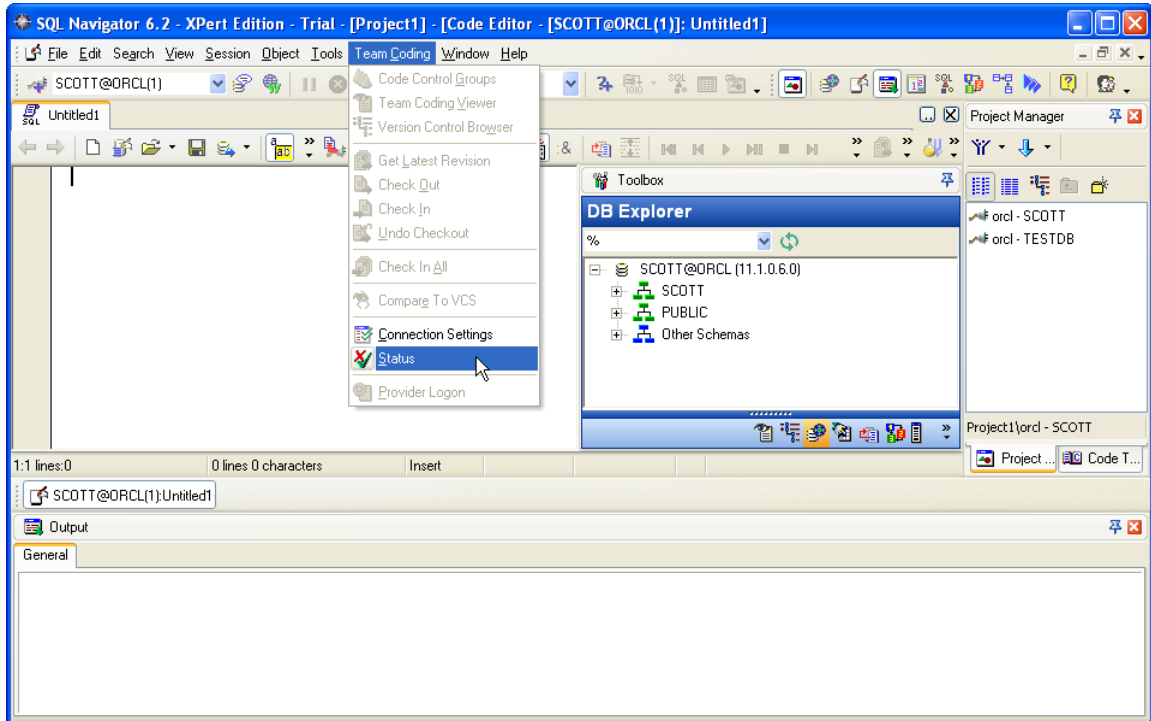 SQL Navigator 6.2 - XPert Edition - Trial - [Project1] - [Code Editor - [SCOTT@ORCL(1)]: Untitled1]
File Edit Search View Session Object Tools Team Coding Window Help
SCOTT@ORCL(1)
Untitled1
Code Control Groups
Team Coding Viewer
Version Control Browser
Get Latest Revision
Check Out
Check In
Undo Checkout
Check In All
Compare To VCS
Connection Settings
Status
Provider Logon
Toolbox
DB Explorer
%
SCOTT@ORCL (11.1.0.6.0)
SCOTT
PUBLIC
Other Schemas
Project Manager
orcl - SCOTT
orcl - TESTDB
Project1\orcl - SCOTT
Project ... Code T...
1:1 lines:0 0 lines 0 characters Insert
SCOTT@ORCL(1):Untitled1
Output
General